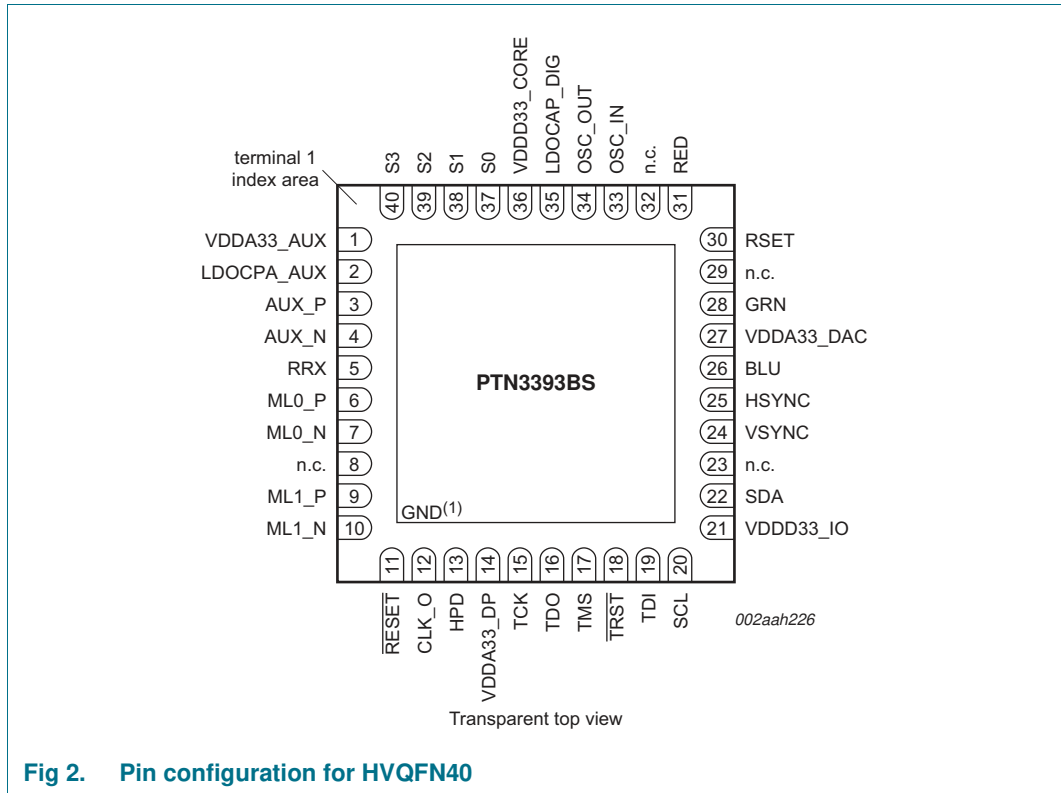 S3
S2
S1
S0
VDDD33_CORE
LDOCAP_DIG
OSC_OUT
OSC_IN
n.c.
RED
terminal 1
index area
40
39
38
37
36
35
34
33
32
31
VDDA33_AUX 1
LDOCPA_AUX 2
AUX_P 3
AUX_N 4
RRX 5
ML0_P 6
ML0_N 7
n.c. 8
ML1_P 9
ML1_N 10
PTN3393BS
GND(1)
30 RSET
29 n.c.
28 GRN
27 VDDA33_DAC
26 BLU
25 HSYNC
24 VSYNC
23 n.c.
22 SDA
21 VDDD33_IO
11
12
13
14
15
16
17
18
19
20
RESET
CLK_O
HPD
VDDA33_DP
TCK
TDO
TMS
TRST
TDI
SCL
002aah226
Transparent top view
Fig 2. Pin configuration for HVQFN40